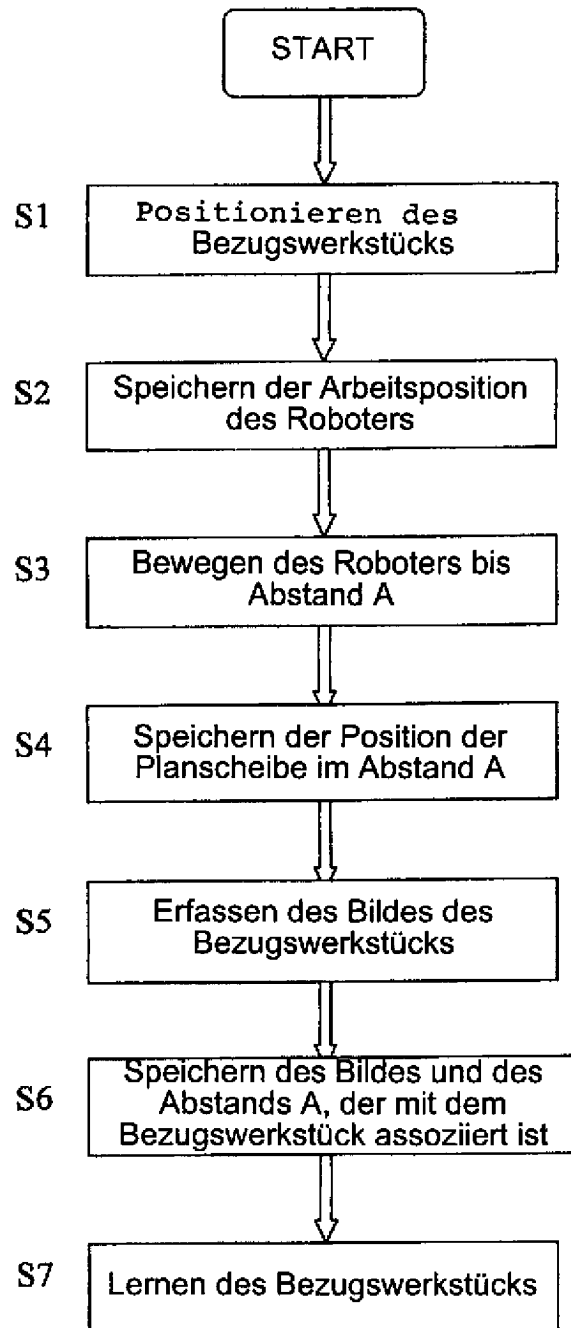 START
S1
Positionieren des
Bezugswerkstücks
S2
Speichern der Arbeitsposition
des Roboters
S3
Bewegen des Roboters bis
Abstand A
S4
Speichern der Position der
Planscheibe im Abstand A
S5
Erfassen des Bildes des
Bezugswerkstücks
S6
Speichern des Bildes und des
Abstands A, der mit dem
Bezugswerkstück assoziiert ist
S7
Lernen des Bezugswerkstücks